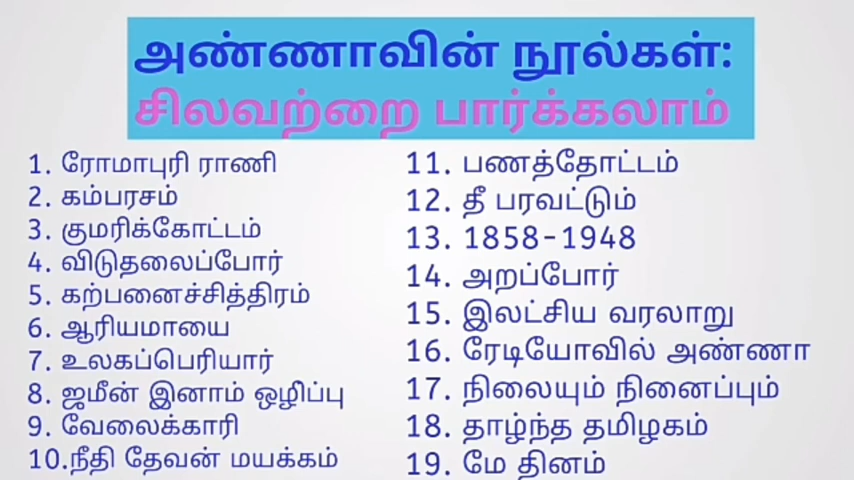 அண்ணாவின் நூல்கள்:
சிலவற்றை பார்க்கலாம்
1. ரோமாபுரி ராணி
2. கம்பரசம்
3. குமரிக்கோட்டம்
4. விடுதலைப்போர்
5. கற்பனைச்சித்திரம்
6. ஆரியமாயை
7. உலகப்பெரியார்
8. ஜமீன் இனாம் ஒழிப்பு
9. வேலைக்காரி
10.நீதி தேவன் மயக்கம்
11. பணத்தோட்டம்
12. தீ பரவட்டும்
13. 1858-1948
14. அறப்போர்
15. இலட்சிய வரலாறு
16. ரேடியோவில் அண்ணா
17. நிலையும் நினைப்பும்
18. தாழ்ந்த தமிழகம்
19. மே தினம்